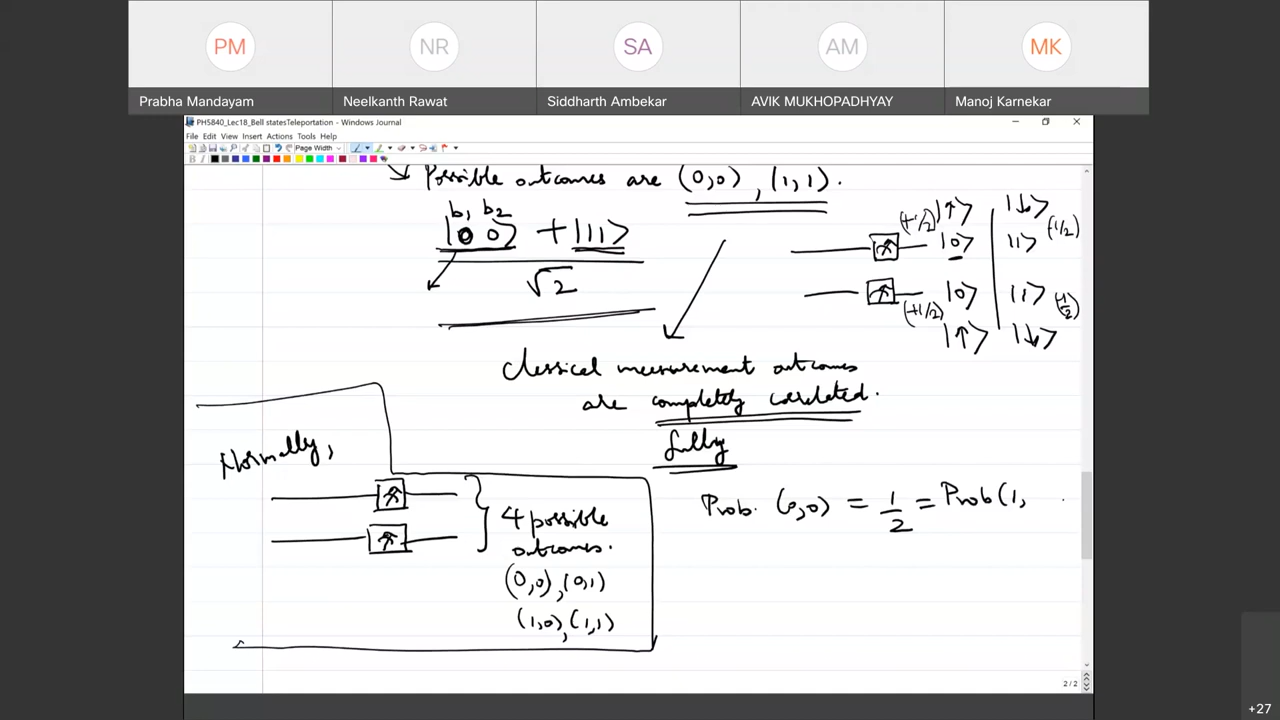 PM
NR
SA
AM
MK
Prabha Mandayam
Neelkanth Rawat
Siddharth Ambekar
AVIK MUKHOPADHYAY
Manoj Karnekar
PH5840_Lec18_Bell statesTeleportation - Windows Journal
File Edit View Insert Actions Tools Help
Page Width
B I
Possible outcomes are (0,0), (1,1).
b1 b2
|0 0⟩ + |11⟩
√2
(+1/2) |↑⟩ |↓⟩
|0⟩ |1⟩ (-1/2)
|0⟩ |1⟩
(+1/2) (-1/2)
|↑⟩ |↓⟩
Classical measurement outcomes
are completely correlated.
fully
Normally,
4 possible
outcomes.
(0,0), (0,1)
(1,0), (1,1)
Prob. (0,0) = 1/2 = Prob(1,
2 / 2
+27